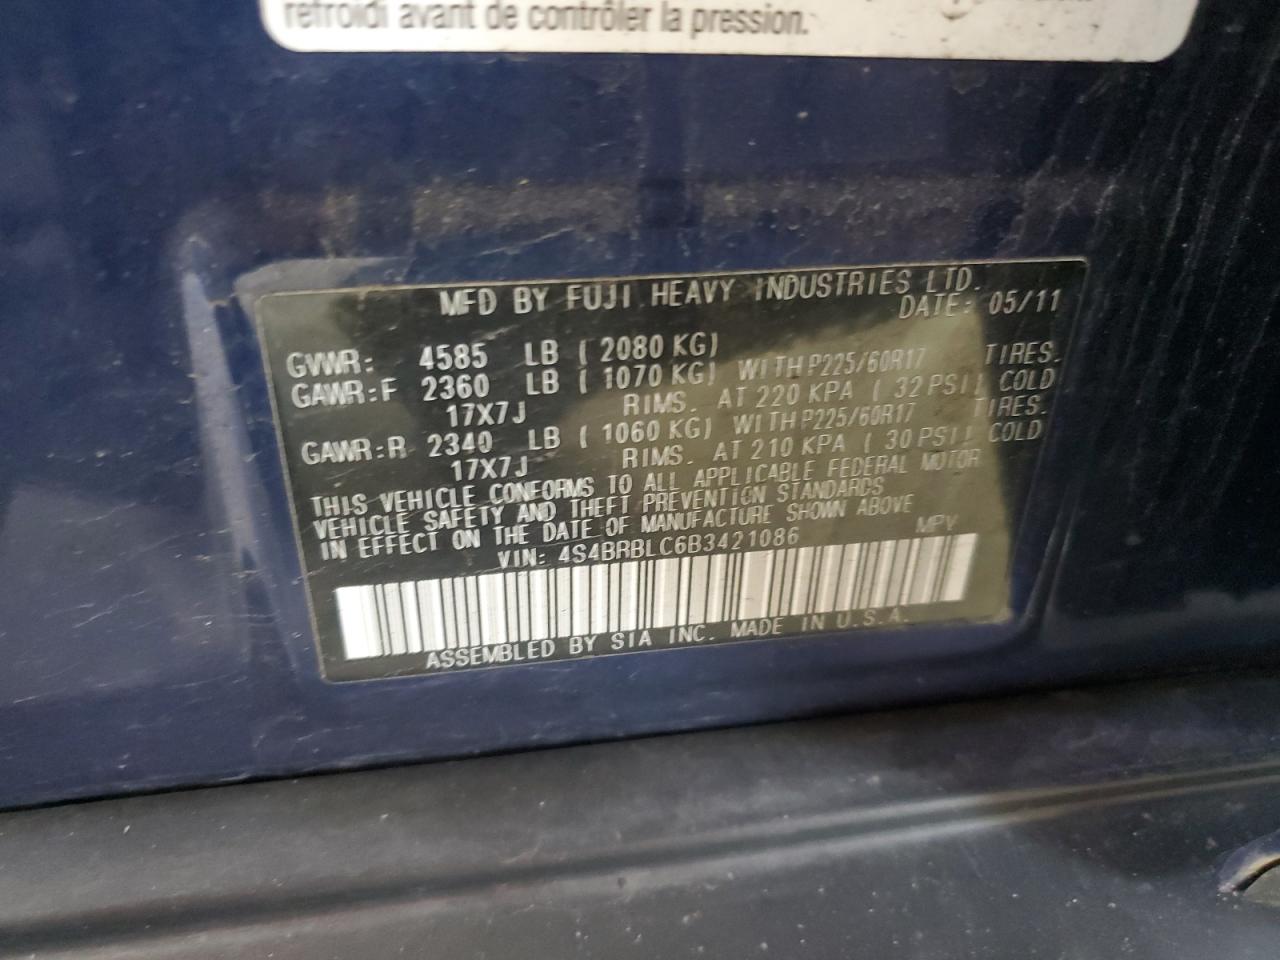 refroidi avant de contrôler la pression.
MFD BY FUJI HEAVY INDUSTRIES LTD.
DATE: 05/11
GVWR: 4585 LB ( 2080 KG)
GAWR:F 2360 LB ( 1070 KG) WITH P225/60R17 TIRES.
17X7J RIMS. AT 220 KPA ( 32 PSI) COLD
GAWR:R 2340 LB ( 1060 KG) WITH P225/60R17 TIRES.
17X7J RIMS. AT 210 KPA ( 30 PSI) COLD
THIS VEHICLE CONFORMS TO ALL APPLICABLE FEDERAL MOTOR
VEHICLE SAFETY AND THEFT PREVENTION STANDARDS
IN EFFECT ON THE DATE OF MANUFACTURE SHOWN ABOVE
VIN: 4S4BRBLC6B3421086 MPV
ASSEMBLED BY SIA INC. MADE IN U.S.A.